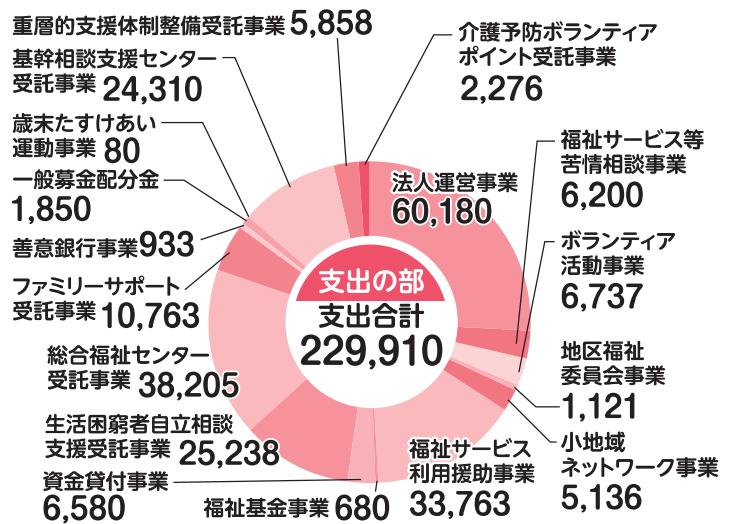 重層的支援体制整備受託事業 5,858
基幹相談支援センター
受託事業 24,310
歳末たすけあい
運動事業 80
一般募金配分金
1,850
善意銀行事業 933
ファミリーサポート
受託事業 10,763
総合福祉センター
受託事業 38,205
生活困窮者自立相談
支援受託事業 25,238
資金貸付事業
6,580
福祉基金事業 680
介護予防ボランティア
ポイント受託事業
2,276
法人運営事業
60,180
福祉サービス等
苦情相談事業
6,200
ボランティア
活動事業
6,737
地区福祉
委員会事業
1,121
小地域
ネットワーク事業
5,136
福祉サービス
利用援助事業
33,763
支出の部
支出合計
229,910